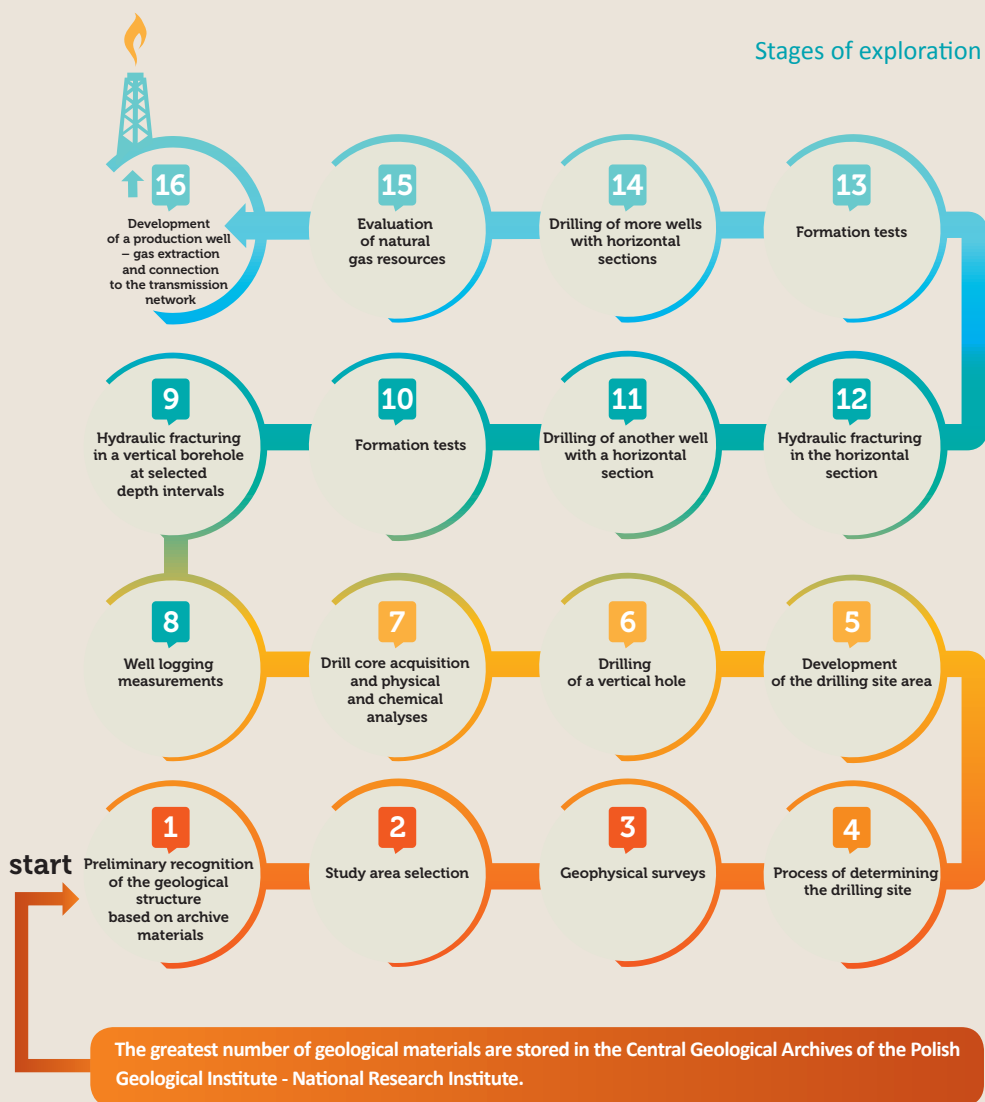 Stages of exploration
16
Development
of a production well
– gas extraction
and connection
to the transmission
network
15
Evaluation
of natural
gas resources
14
Drilling of more wells
with horizontal
sections
13
Formation tests
9
Hydraulic fracturing
in a vertical borehole
at selected
depth intervals
10
Formation tests
11
Drilling of another well
with a horizontal
section
12
Hydraulic fracturing
in the horizontal
section
8
Well logging
measurements
7
Drill core acquisition
and physical
and chemical
analyses
6
Drilling
of a vertical hole
5
Development
of the drilling site area
start
1
Preliminary recognition
of the geological
structure
based on archive
materials
2
Study area selection
3
Geophysical surveys
4
Process of determining
the drilling site
The greatest number of geological materials are stored in the Central Geological Archives of the Polish
Geological Institute - National Research Institute.